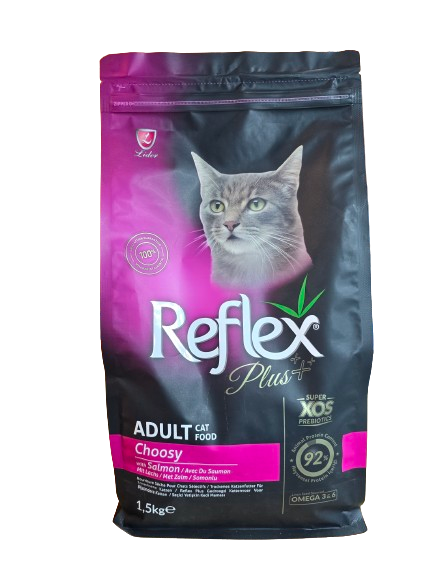 Lider
100%
Reflex®
Plus+
SUPER
XOS
PREBIOTICS
ADULT CAT FOOD
Choosy
with Salmon / Avec Du Saumon
Mit Lachs / Met Zalm / Somonlu
92%
OMEGA 3&6
1,5kg℮